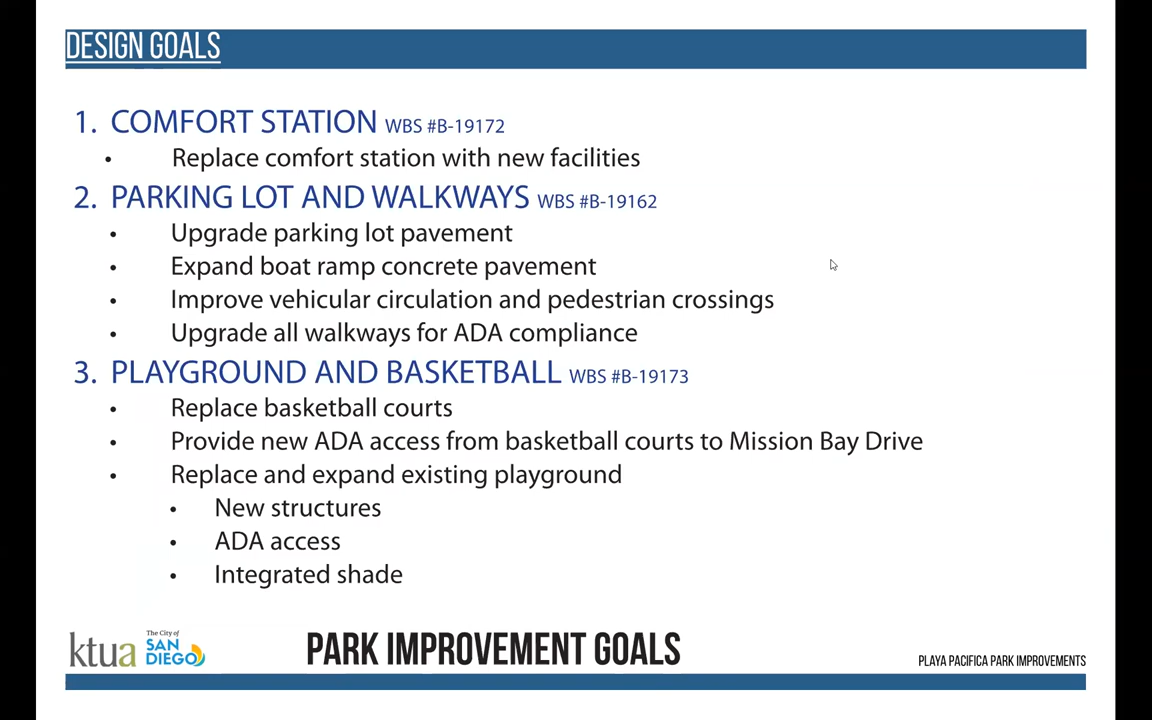 DESIGN GOALS
1. COMFORT STATION WBS #B-19172
• Replace comfort station with new facilities
2. PARKING LOT AND WALKWAYS WBS #B-19162
• Upgrade parking lot pavement
• Expand boat ramp concrete pavement
• Improve vehicular circulation and pedestrian crossings
• Upgrade all walkways for ADA compliance
3. PLAYGROUND AND BASKETBALL WBS #B-19173
• Replace basketball courts
• Provide new ADA access from basketball courts to Mission Bay Drive
• Replace and expand existing playground
• New structures
• ADA access
• Integrated shade
ktua
The City of
SAN
DIEGO
PARK IMPROVEMENT GOALS
PLAYA PACIFICA PARK IMPROVEMENTS